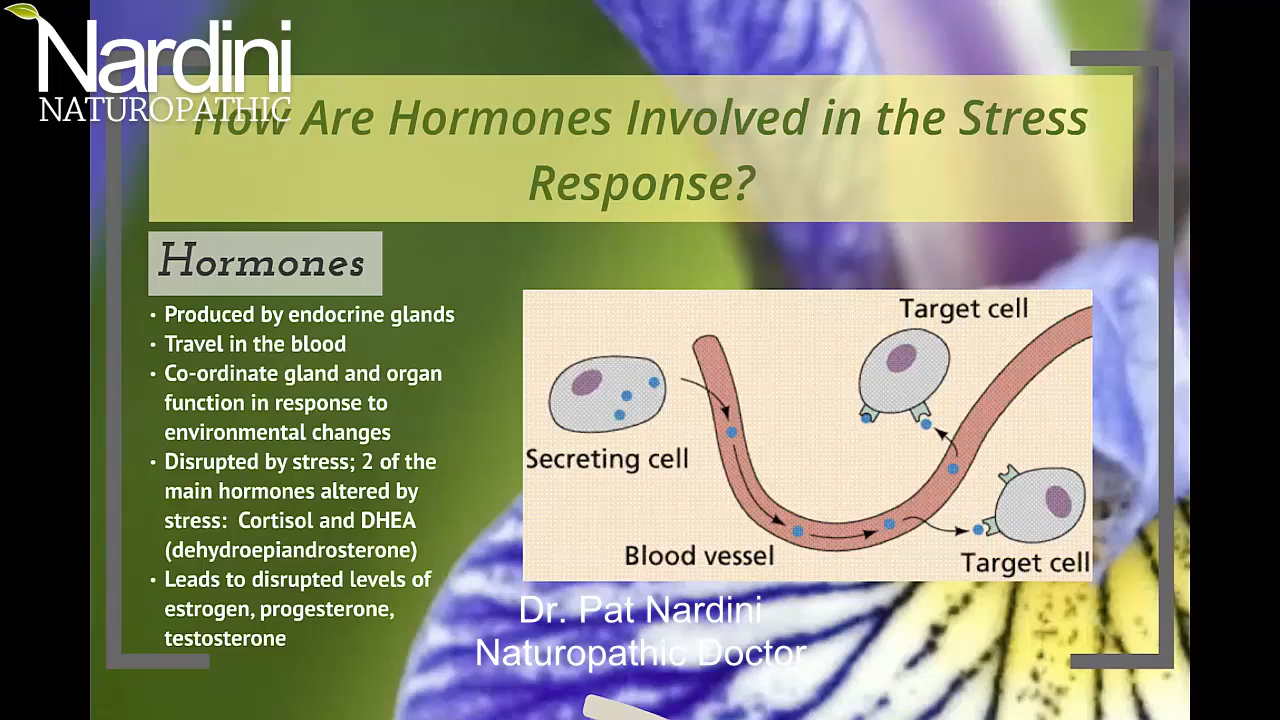 Nardini
NATUROPATHIC
How Are Hormones Involved in the Stress
Response?
Hormones
• Produced by endocrine glands
• Travel in the blood
• Co-ordinate gland and organ
function in response to
environmental changes
• Disrupted by stress; 2 of the
main hormones altered by
stress: Cortisol and DHEA
(dehydroepiandrosterone)
• Leads to disrupted levels of
estrogen, progesterone,
testosterone
Target cell
Secreting cell
Blood vessel
Target cell
Dr. Pat Nardini
Naturopathic Doctor